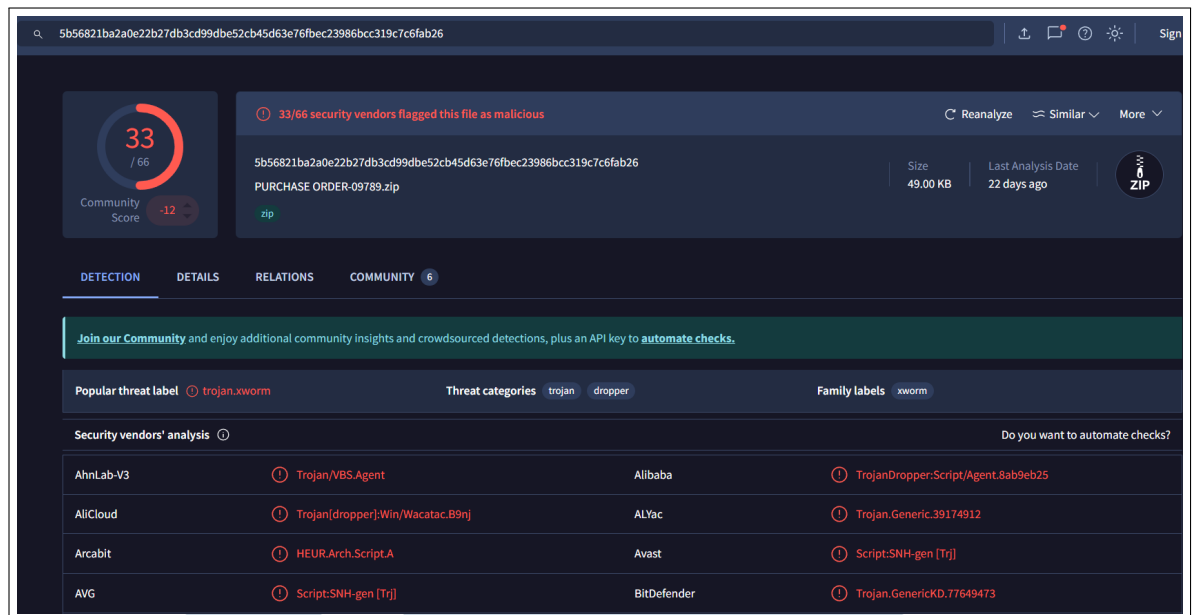 5b56821ba2a0e22b27db3cd99dbe52cb45d63e76fbec23986bcc319c7c6fab26
Sign
33
/ 66
Community
Score
-12
33/66 security vendors flagged this file as malicious
Reanalyze Similar More
5b56821ba2a0e22b27db3cd99dbe52cb45d63e76fbec23986bcc319c7c6fab26
PURCHASE ORDER-09789.zip
zip
Size
49.00 KB
Last Analysis Date
22 days ago
ZIP
DETECTION DETAILS RELATIONS COMMUNITY 6
Join our Community and enjoy additional community insights and crowdsourced detections, plus an API key to automate checks.
Popular threat label trojan.xworm Threat categories trojan dropper Family labels xworm
Security vendors' analysis Do you want to automate checks?
AhnLab-V3 Trojan/VBS.Agent Alibaba TrojanDropper:Script/Agent.8ab9eb25
AliCloud Trojan[dropper]:Win/Wacatac.B9nj ALYac Trojan.Generic.39174912
Arcabit HEUR.Arch.Script.A Avast Script:SNH-gen [Trj]
AVG Script:SNH-gen [Trj] BitDefender Trojan.GenericKD.77649473